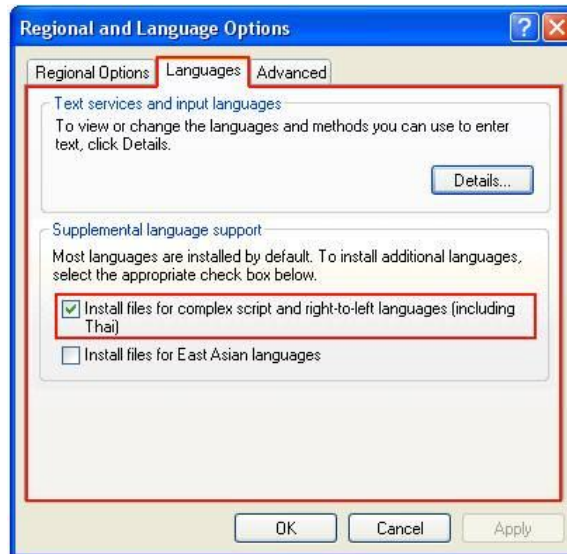 Regional and Language Options
Regional Options Languages Advanced
Text services and input languages
To view or change the languages and methods you can use to enter
text, click Details.
Details...
Supplemental language support
Most languages are installed by default. To install additional languages,
select the appropriate check box below.
Install files for complex script and right-to-left languages (including
Thai)
Install files for East Asian languages
OK Cancel Apply